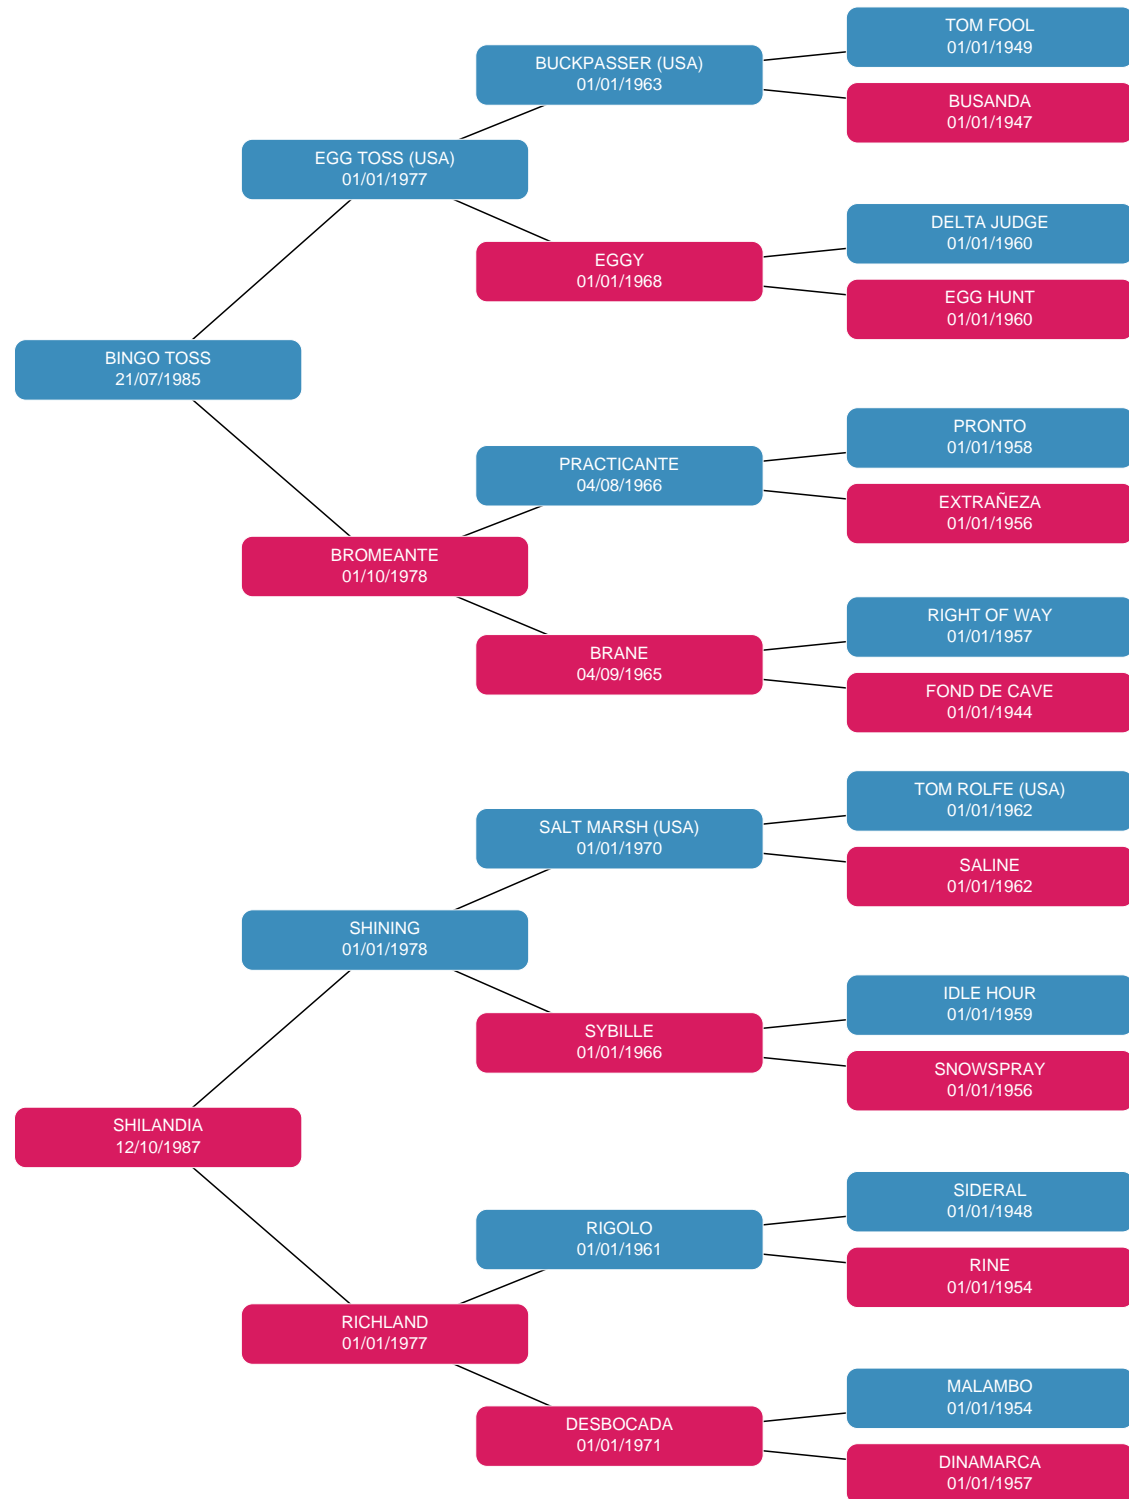 TOM FOOL
01/01/1949
BUCKPASSER (USA)
01/01/1963
BUSANDA
01/01/1947
EGG TOSS (USA)
01/01/1977
DELTA JUDGE
01/01/1960
EGGY
01/01/1968
EGG HUNT
01/01/1960
BINGO TOSS
21/07/1985
PRONTO
01/01/1958
PRACTICANTE
04/08/1966
EXTRAÑEZA
01/01/1956
BROMEANTE
01/10/1978
RIGHT OF WAY
01/01/1957
BRANE
04/09/1965
FOND DE CAVE
01/01/1944
TOM ROLFE (USA)
01/01/1962
SALT MARSH (USA)
01/01/1970
SALINE
01/01/1962
SHINING
01/01/1978
IDLE HOUR
01/01/1959
SYBILLE
01/01/1966
SNOWSPRAY
01/01/1956
SHILANDIA
12/10/1987
SIDERAL
01/01/1948
RIGOLO
01/01/1961
RINE
01/01/1954
RICHLAND
01/01/1977
MALAMBO
01/01/1954
DESBOCADA
01/01/1971
DINAMARCA
01/01/1957